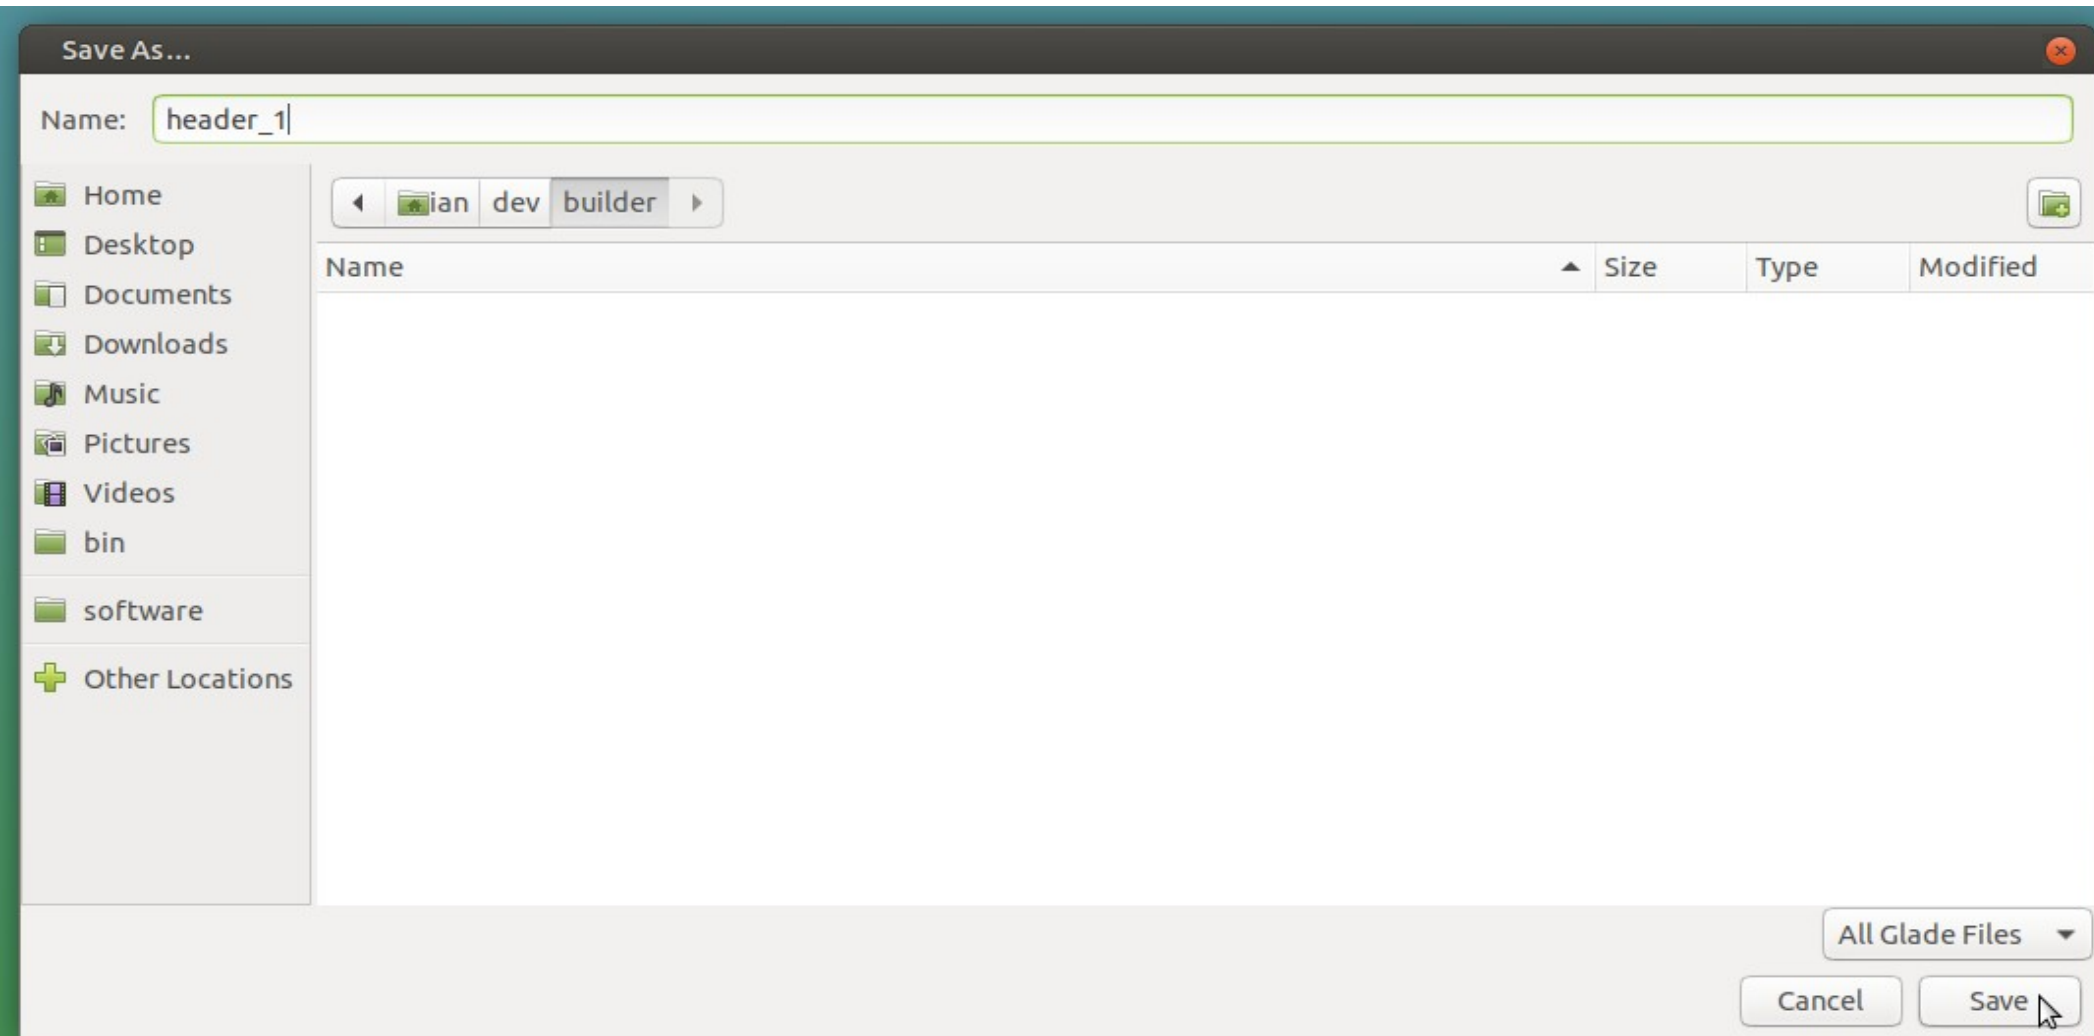 Save As...
Name: header_1
Home
Desktop
Documents
Downloads
Music
Pictures
Videos
bin
software
Other Locations
ian dev builder
Name Size Type Modified
All Glade Files
Cancel Save